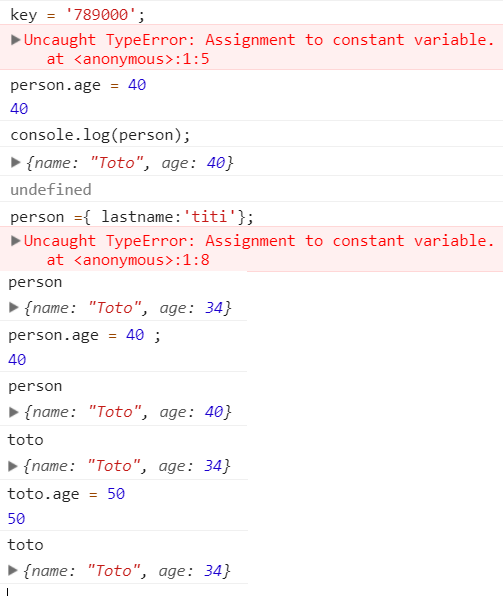 key = '789000';
▶Uncaught TypeError: Assignment to constant variable.
at <anonymous>:1:5
person.age = 40
40
console.log(person);
▶{name: "Toto", age: 40}
undefined
person ={ lastname:'titi'};
▶Uncaught TypeError: Assignment to constant variable.
at <anonymous>:1:8
person
▶{name: "Toto", age: 34}
person.age = 40 ;
40
person
▶{name: "Toto", age: 40}
toto
▶{name: "Toto", age: 34}
toto.age = 50
50
toto
▶{name: "Toto", age: 34}